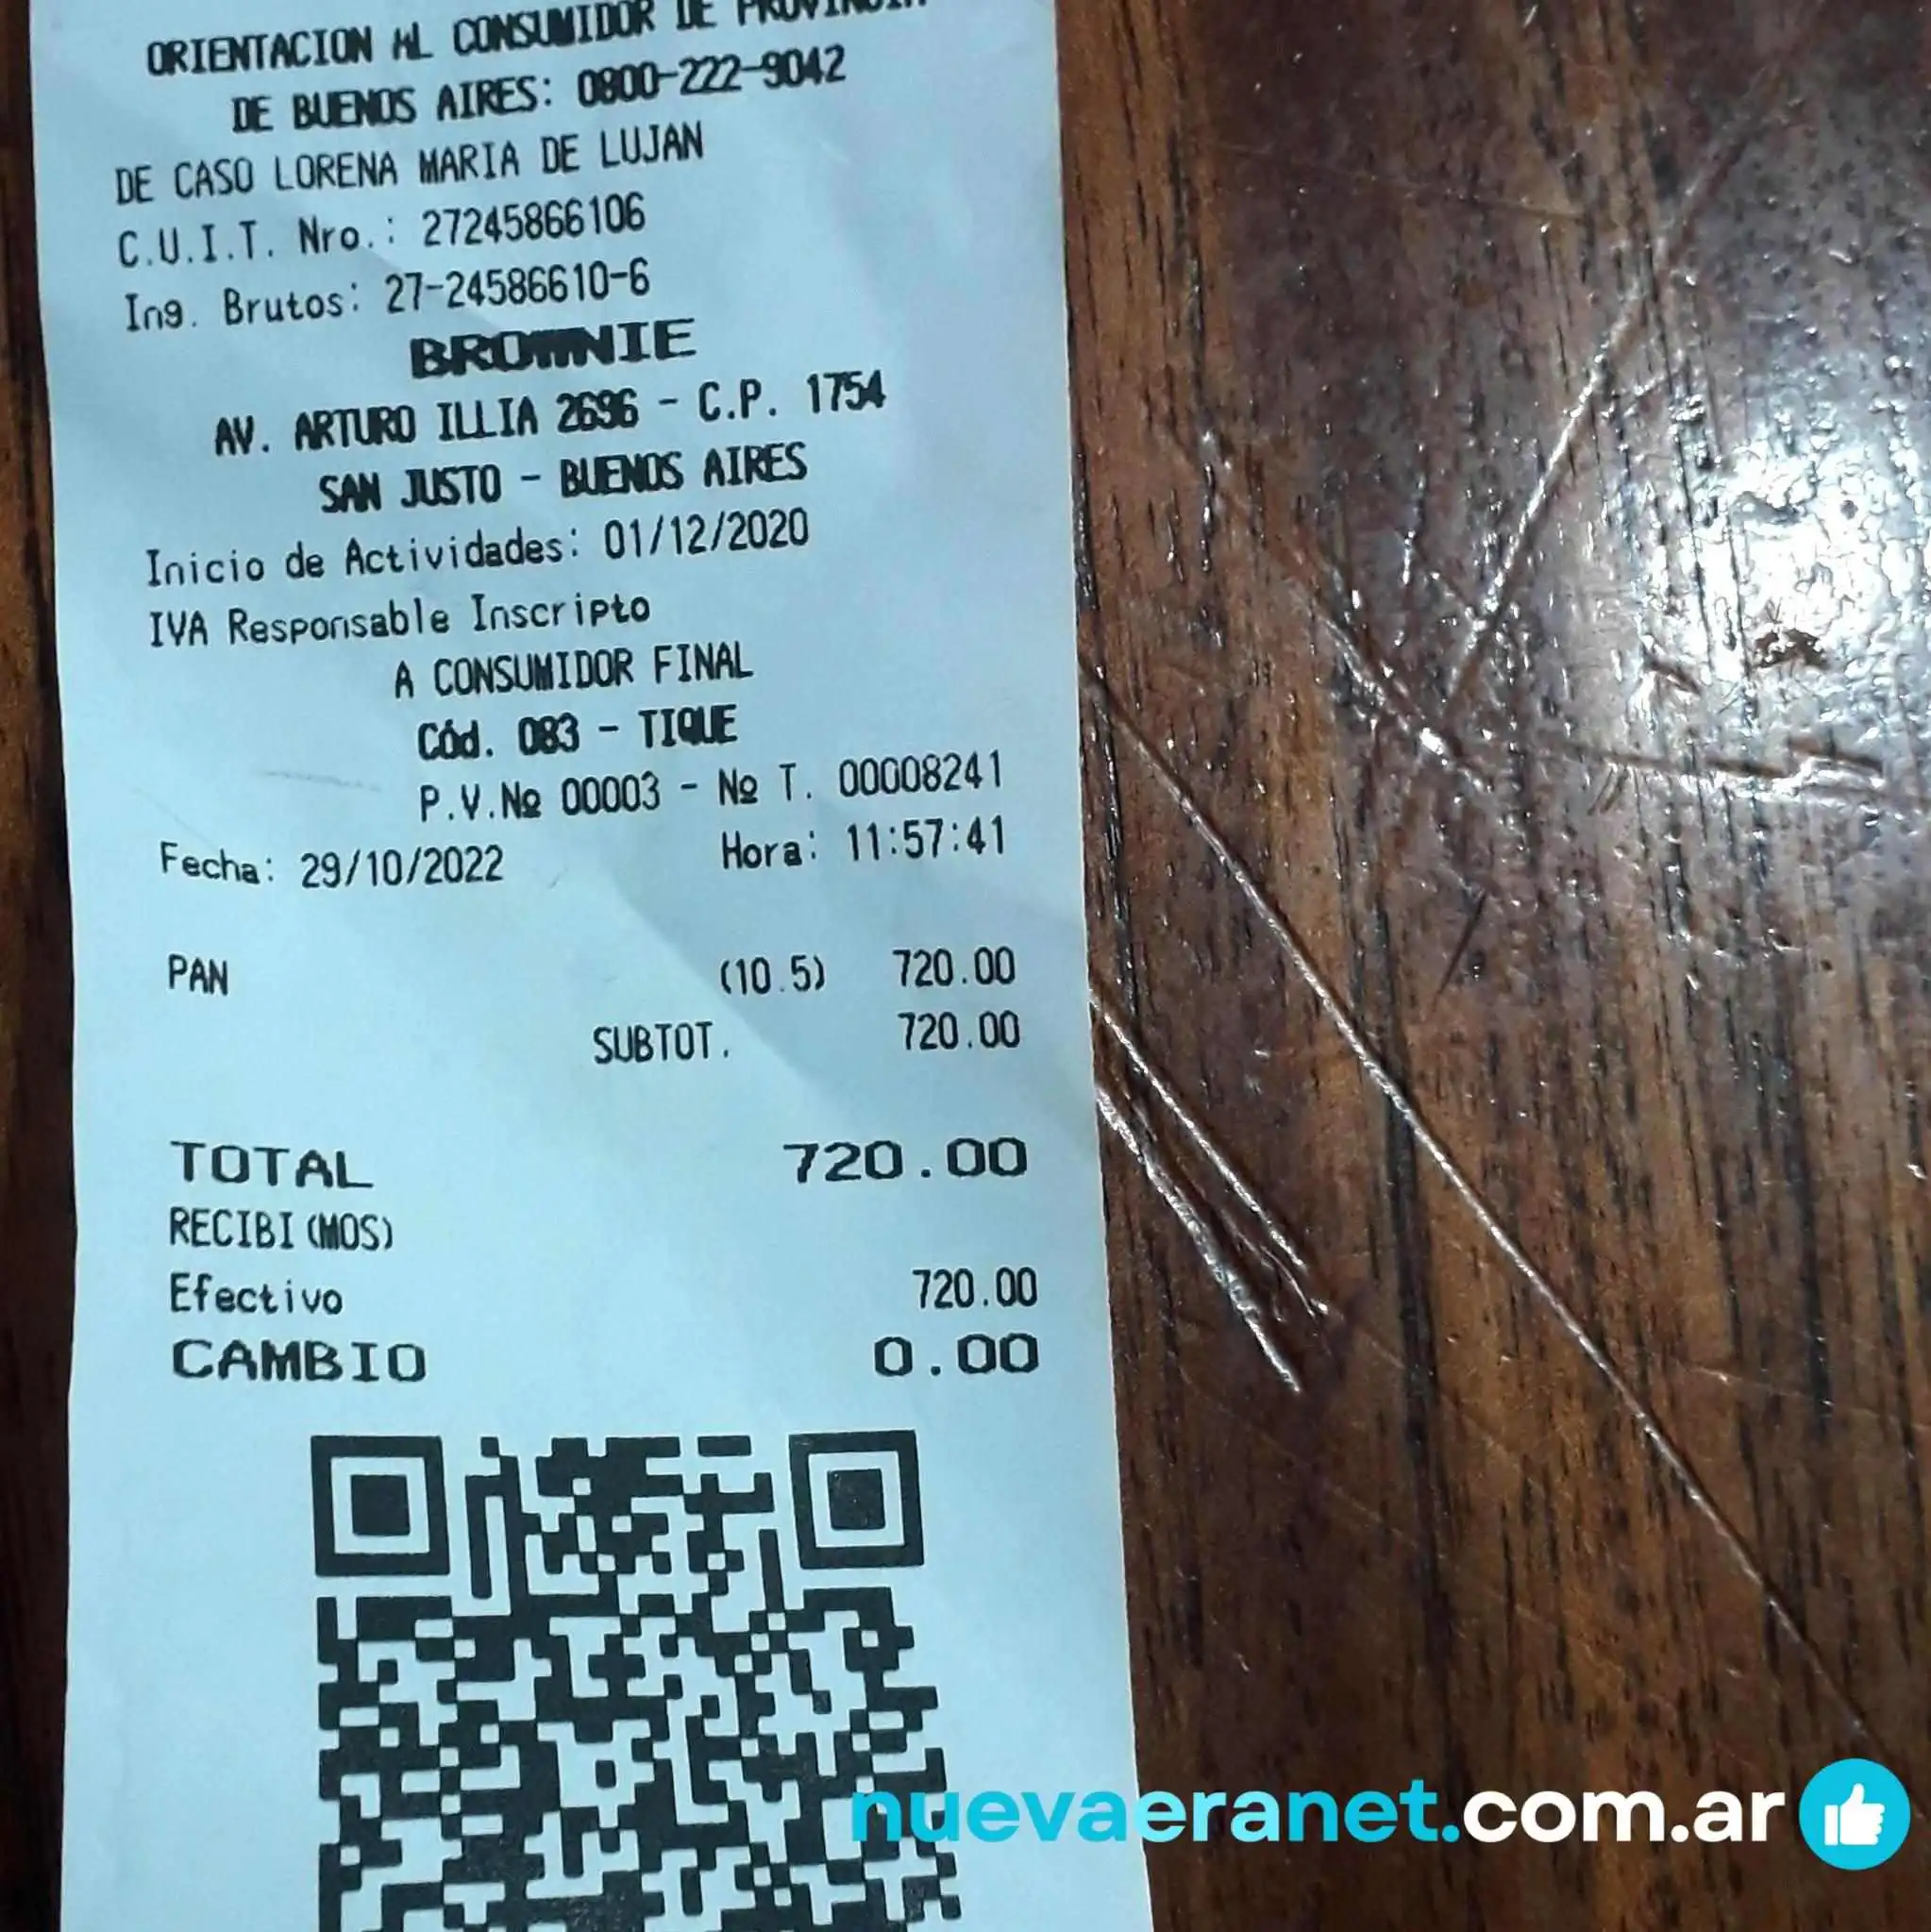 ORIENTACION AL CONSUMIDOR DE PROVINCIA
DE BUENOS AIRES: 0800-222-9042
DE CASO LORENA MARIA DE LUJAN
C.U.I.T. Nro.: 27245866106
Ing. Brutos: 27-24586610-6
BROWNIE
AV. ARTURO ILLIA 2696 - C.P. 1754
SAN JUSTO - BUENOS AIRES
Inicio de Actividades: 01/12/2020
IVA Responsable Inscripto
A CONSUMIDOR FINAL
Cód. 083 - TIQUE
P.V.Nº 00003 - Nº T. 00008241
Fecha: 29/10/2022 Hora: 11:57:41
PAN (10.5) 720.00
SUBTOT. 720.00
TOTAL 720.00
RECIBI(MOS)
Efectivo 720.00
CAMBIO 0.00
nuevaeranet.com.ar